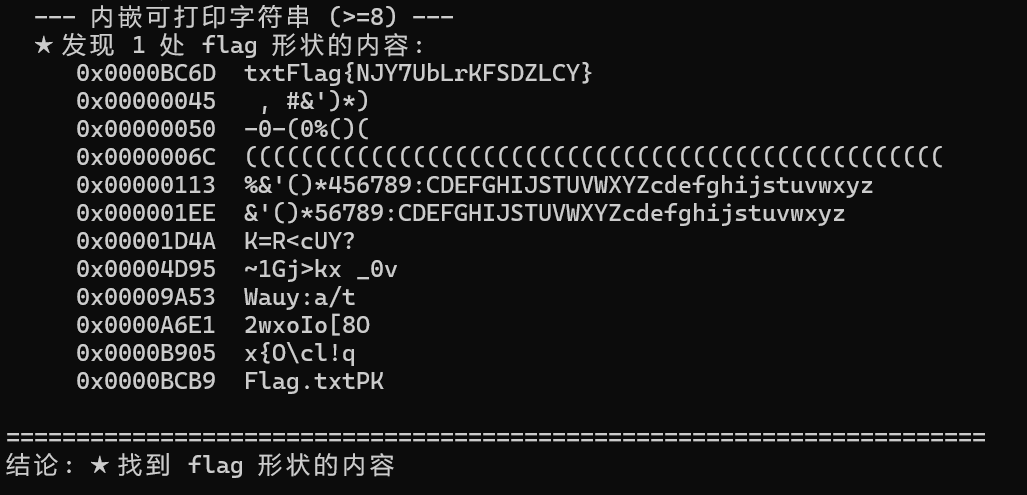 --- 内嵌可打印字符串 (>=8) ---
★ 发现 1 处 flag 形状的内容:
0x0000BC6D  txtFlag{NJY7UbLrKFSDZLCY}
0x00000045   , #&')*)
0x00000050  -0-(0%()(
0x0000006C  ((((((((((((((((((((((((((((((((((((((((((((((((((
0x00000113  %&'()*456789:CDEFGHIJSTUVWXYZcdefghijstuvwxyz
0x000001EE  &'()*56789:CDEFGHIJSTUVWXYZcdefghijstuvwxyz
0x00001D4A  K=R<cUY?
0x00004D95  ~1Gj>kx _0v
0x00009A53  Wauy:a/t
0x0000A6E1  2wxoIo[8O
0x0000B905  x{O\cl!q
0x0000BCB9  Flag.txtPK
======================================================================
结论: ★ 找到 flag 形状的内容